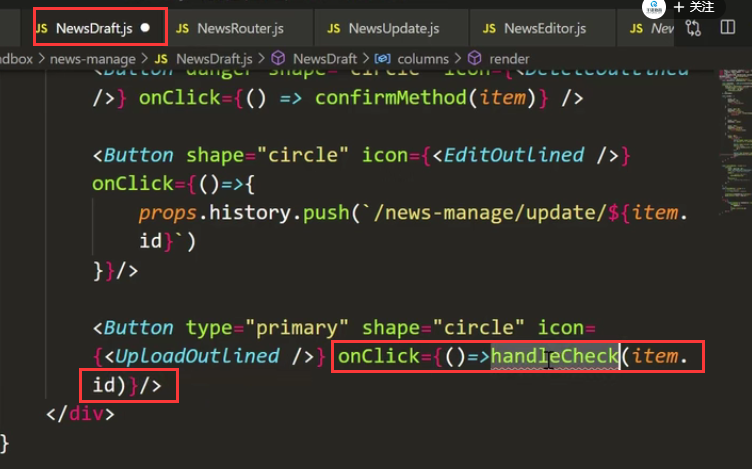 + 关注
JS NewsDraft.js ● JS NewsRouter.js JS NewsUpdate.js JS NewsEditor.js JS New
ndbox > news-manage > JS NewsDraft.js > NewsDraft > columns > render
<Button danger shape="circle" icon={<DeleteOutlined
/>} onClick={() => confirmMethod(item)} />
<Button shape="circle" icon={<EditOutlined />}
onClick={()=>{
props.history.push(`/news-manage/update/${item.
id}`)
}}/>
<Button type="primary" shape="circle" icon=
{<UploadOutlined />} onClick={()=>handleCheck(item.
id)}/>
</div>
}